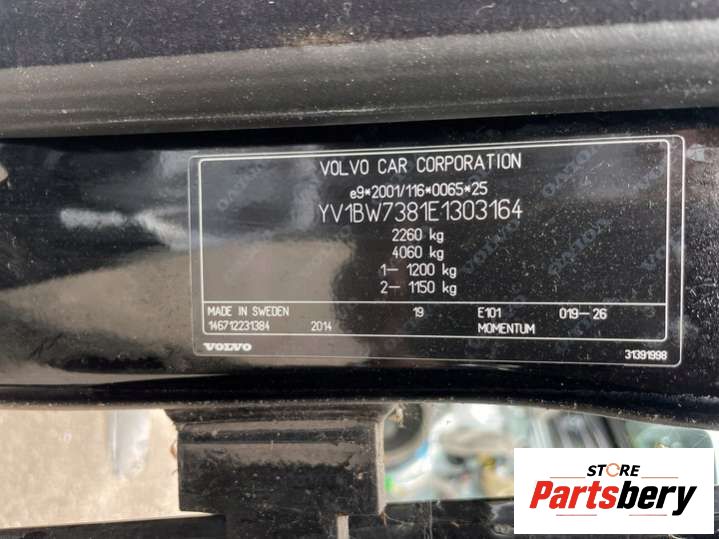 VOLVO CAR CORPORATION
e9*2001/116*0065*25
YV1BW7381E1303164
2260 kg
4060 kg
1– 1200 kg
2– 1150 kg
MADE IN SWEDEN 19 E101 019–26
146712231384 2014 MOMENTUM
VOLVO 31391998
STORE
Partsbery